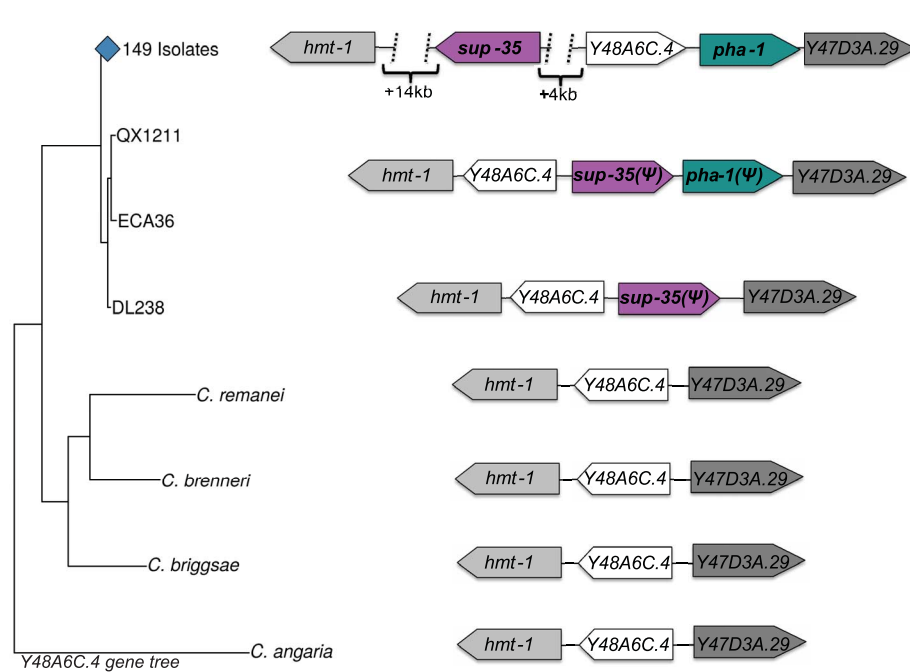 149 Isolates
hmt-1 sup-35 Y48A6C.4 pha-1 Y47D3A.29
+14kb +4kb
QX1211
hmt-1 Y48A6C.4 sup-35(Ψ) pha-1(Ψ) Y47D3A.29
ECA36
DL238
hmt-1 Y48A6C.4 sup-35(Ψ) Y47D3A.29
C. remanei
hmt-1 Y48A6C.4 Y47D3A.29
C. brenneri
hmt-1 Y48A6C.4 Y47D3A.29
C. briggsae
hmt-1 Y48A6C.4 Y47D3A.29
C. angaria
hmt-1 Y48A6C.4 Y47D3A.29
Y48A6C.4 gene tree